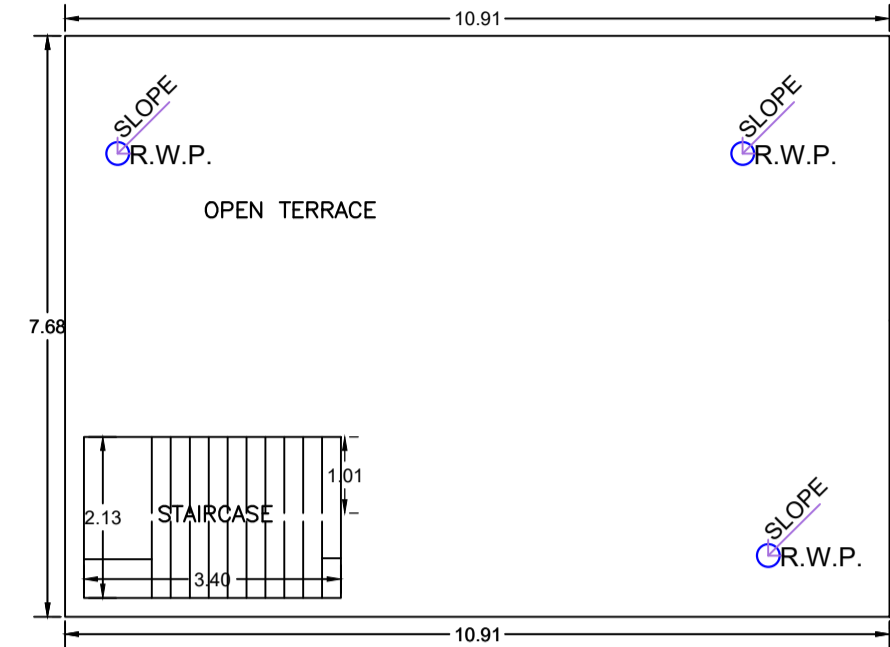 10.91
SLOPE
R.W.P.
SLOPE
R.W.P.
OPEN TERRACE
7.68
1.01
2.13
STAIRCASE
3.40
SLOPE
R.W.P.
10.91